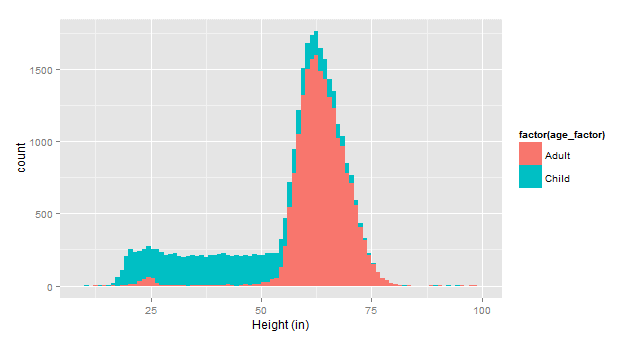 1500
1000
500
0
count
25
50
75
100
Height (in)
factor(age_factor)
Adult
Child